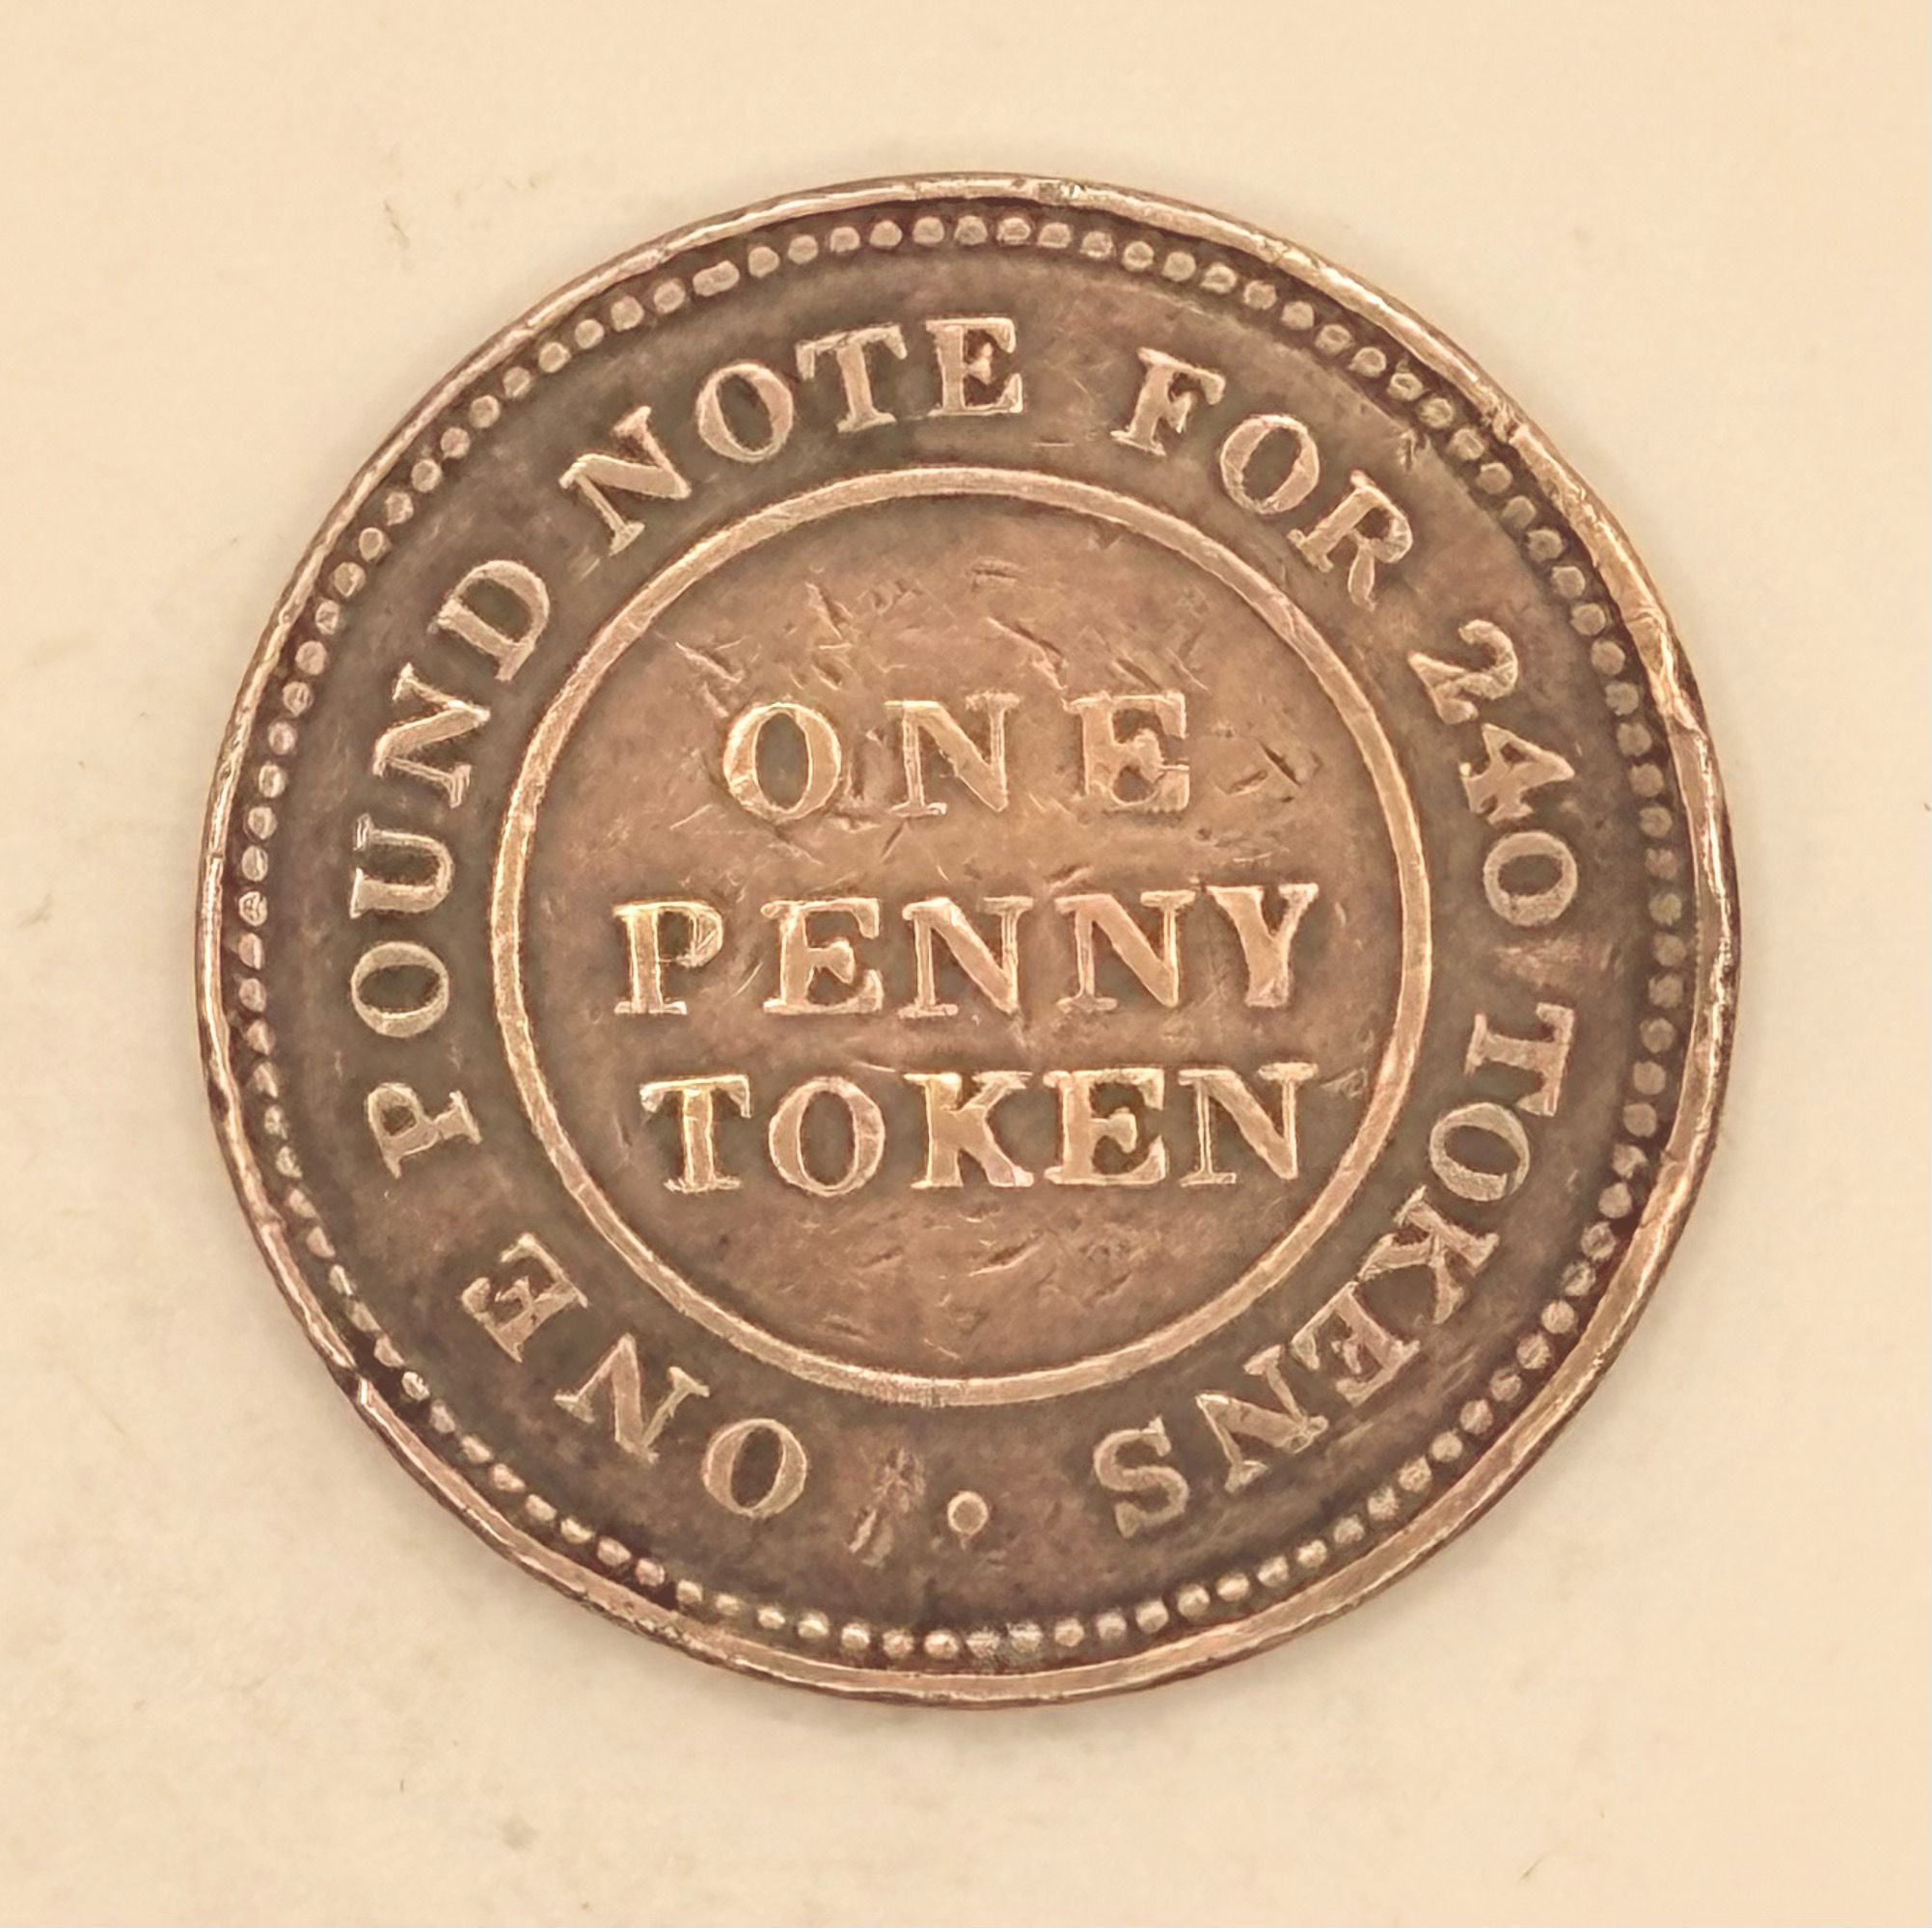 ONE POUND NOTE FOR 240 TOKENS
ONE
PENNY
TOKEN